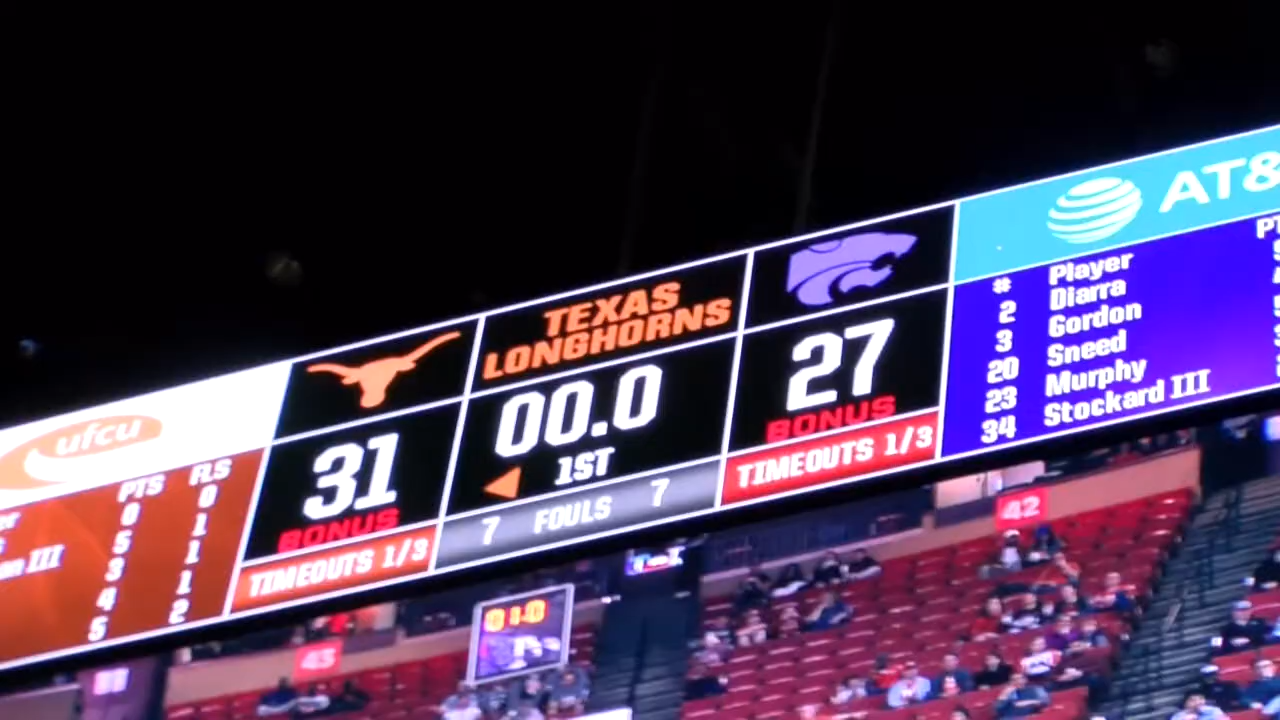 AT&
TEXAS
LONGHORNS
# Player
2 Diarra
3 Gordon
20 Sneed
23 Murphy
34 Stockard III
27
BONUS
TIMEOUTS 1/3
00.0
1ST
7 FOULS 7
31
BONUS
TIMEOUTS 1/3
ufcu
PTS FLS
0 0
5 1
III 3 1
4 1
5 2
42
43